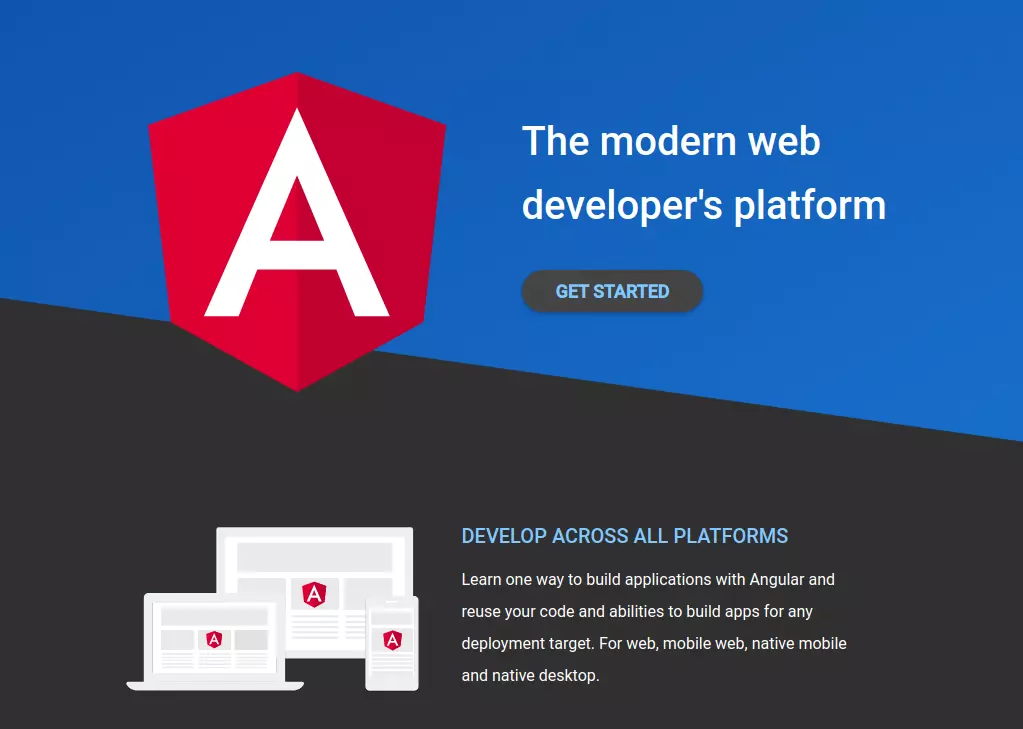 A
The modern web
developer's platform
GET STARTED
DEVELOP ACROSS ALL PLATFORMS
Learn one way to build applications with Angular and
reuse your code and abilities to build apps for any
deployment target. For web, mobile web, native mobile
and native desktop.
A
A
A